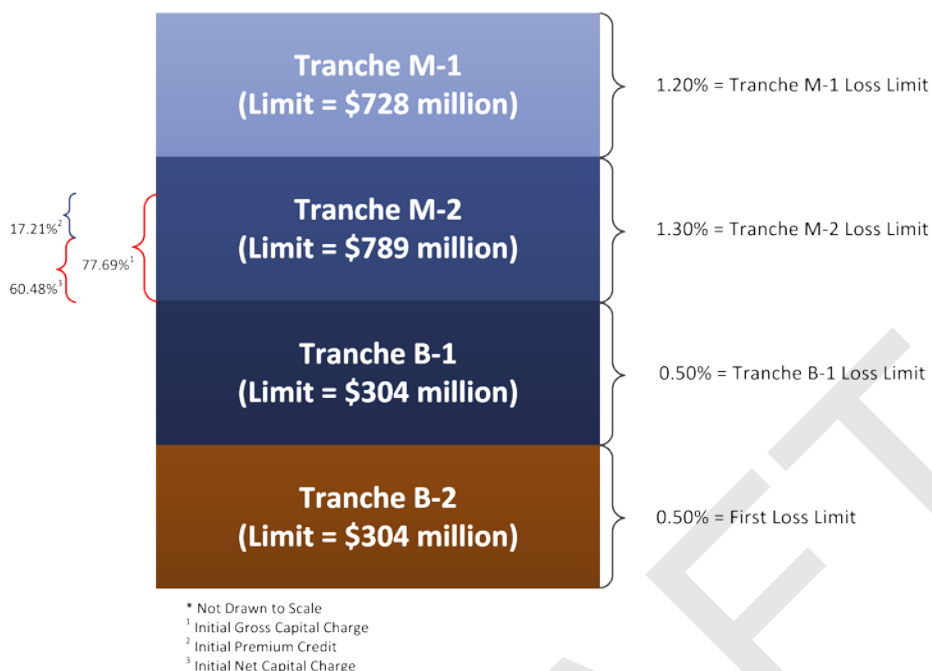 Tranche M-1
(Limit = $728 million)
1.20% = Tranche M-1 Loss Limit
Tranche M-2
(Limit = $789 million)
1.30% = Tranche M-2 Loss Limit
17.21%²
77.69%¹
60.48%³
Tranche B-1
(Limit = $304 million)
0.50% = Tranche B-1 Loss Limit
Tranche B-2
(Limit = $304 million)
0.50% = First Loss Limit
* Not Drawn to Scale
¹ Initial Gross Capital Charge
² Initial Premium Credit
³ Initial Net Capital Charge
AFT